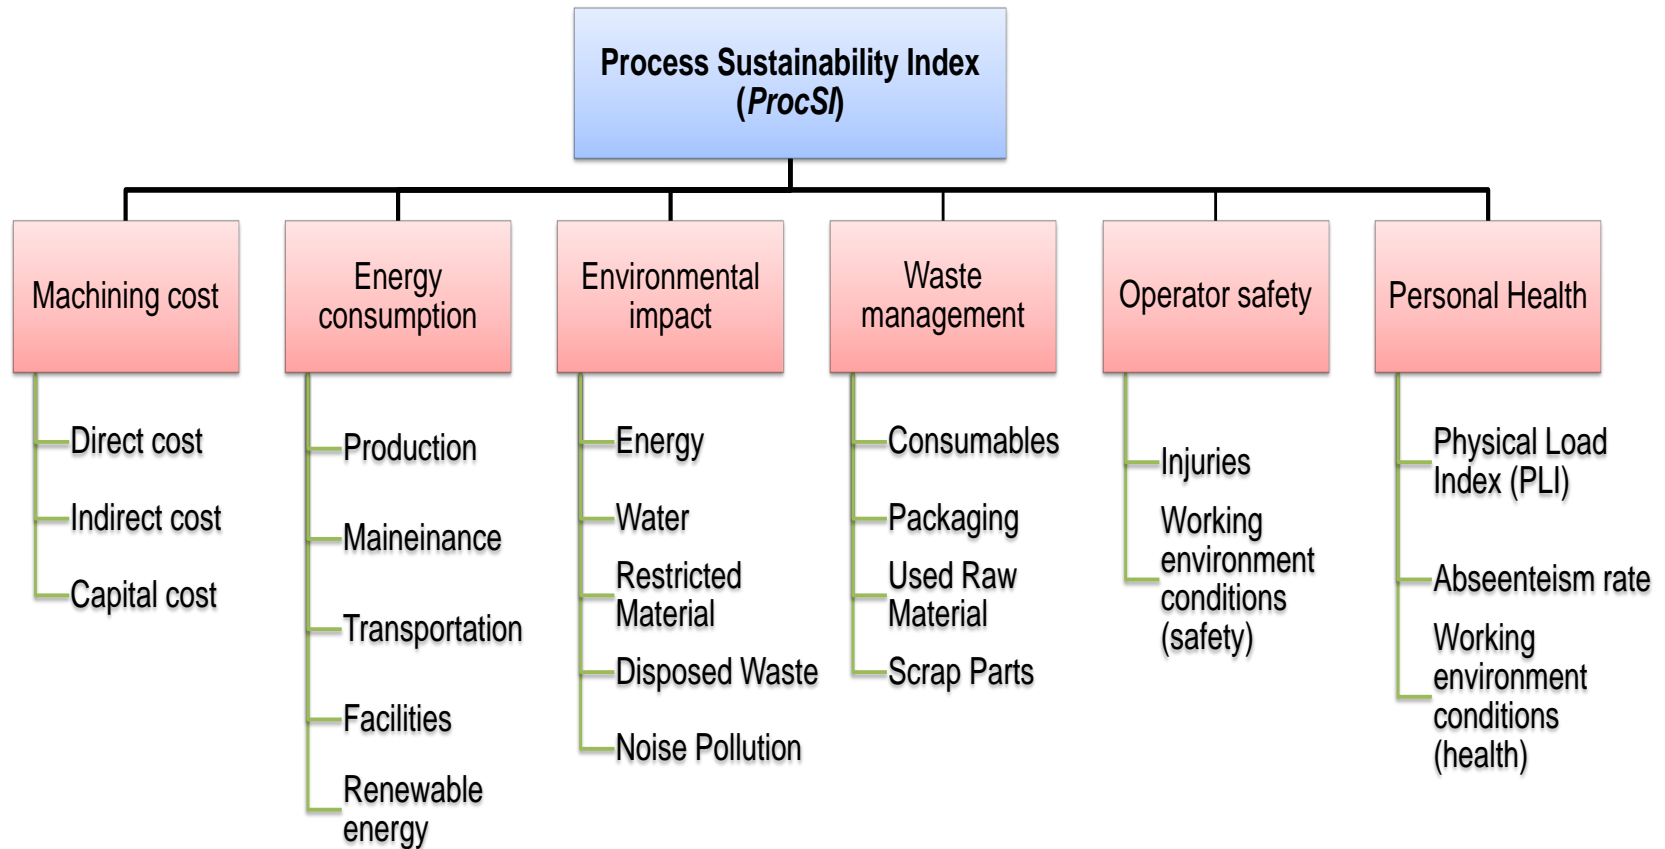 Process Sustainability Index
(ProcSI)
Machining cost
Direct cost
Indirect cost
Capital cost
Energy
consumption
Production
Maineinance
Transportation
Facilities
Renewable
energy
Environmental
impact
Energy
Water
Restricted
Material
Disposed Waste
Noise Pollution
Waste
management
Consumables
Packaging
Used Raw
Material
Scrap Parts
Operator safety
Injuries
Working
environment
conditions
(safety)
Personal Health
Physical Load
Index (PLI)
Abseenteism rate
Working
environment
conditions
(health)